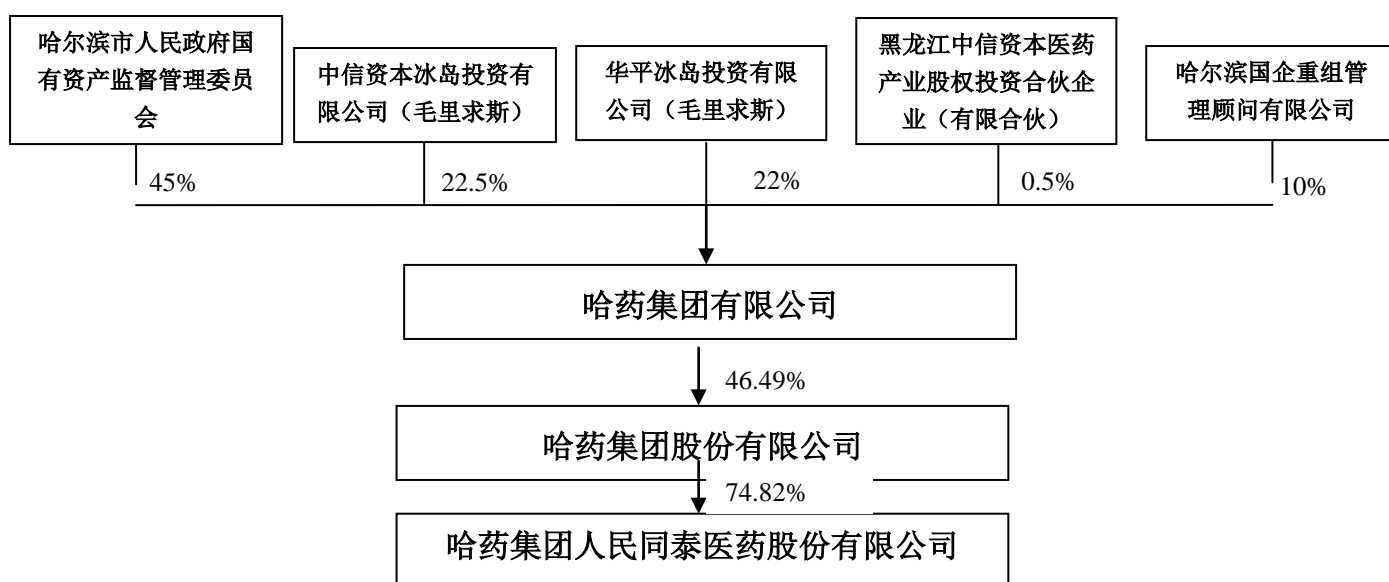 哈尔滨市人民政府国
有资产监督管理委员
会
中信资本冰岛投资有
限公司（毛里求斯）
华平冰岛投资有限
公司（毛里求斯）
黑龙江中信资本医药
产业股权投资合伙企
业（有限合伙）
哈尔滨国企重组管
理顾问有限公司
45%
22.5%
22%
0.5%
10%
哈药集团有限公司
46.49%
哈药集团股份有限公司
74.82%
哈药集团人民同泰医药股份有限公司